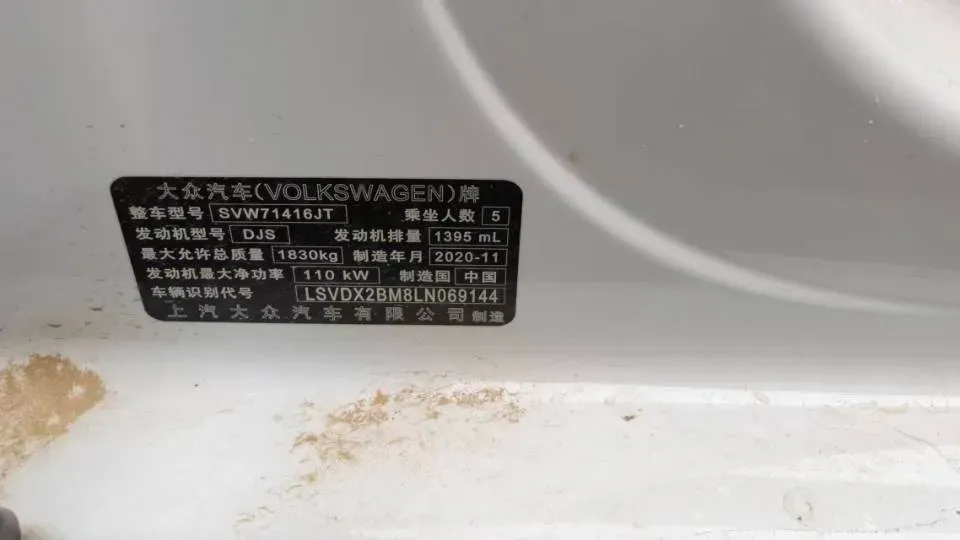 大众汽车(VOLKSWAGEN)牌
整车型号 SVW71416JT 乘坐人数 5
发动机型号 DJS 发动机排量 1395 mL
最大允许总质量 1830kg 制造年月 2020-11
发动机最大净功率 110 kW 制造国 中国
车辆识别代号 LSVDX2BM8LN069144
上汽大众汽车有限公司制造